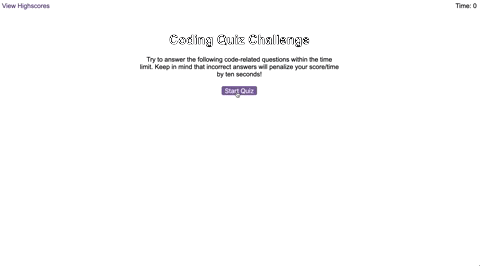 View Highscores
Time: 0
Coding Quiz Challenge
Try to answer the following code-related questions within the time
limit. Keep in mind that incorrect answers will penalize your score/time
by ten seconds!
Start Quiz